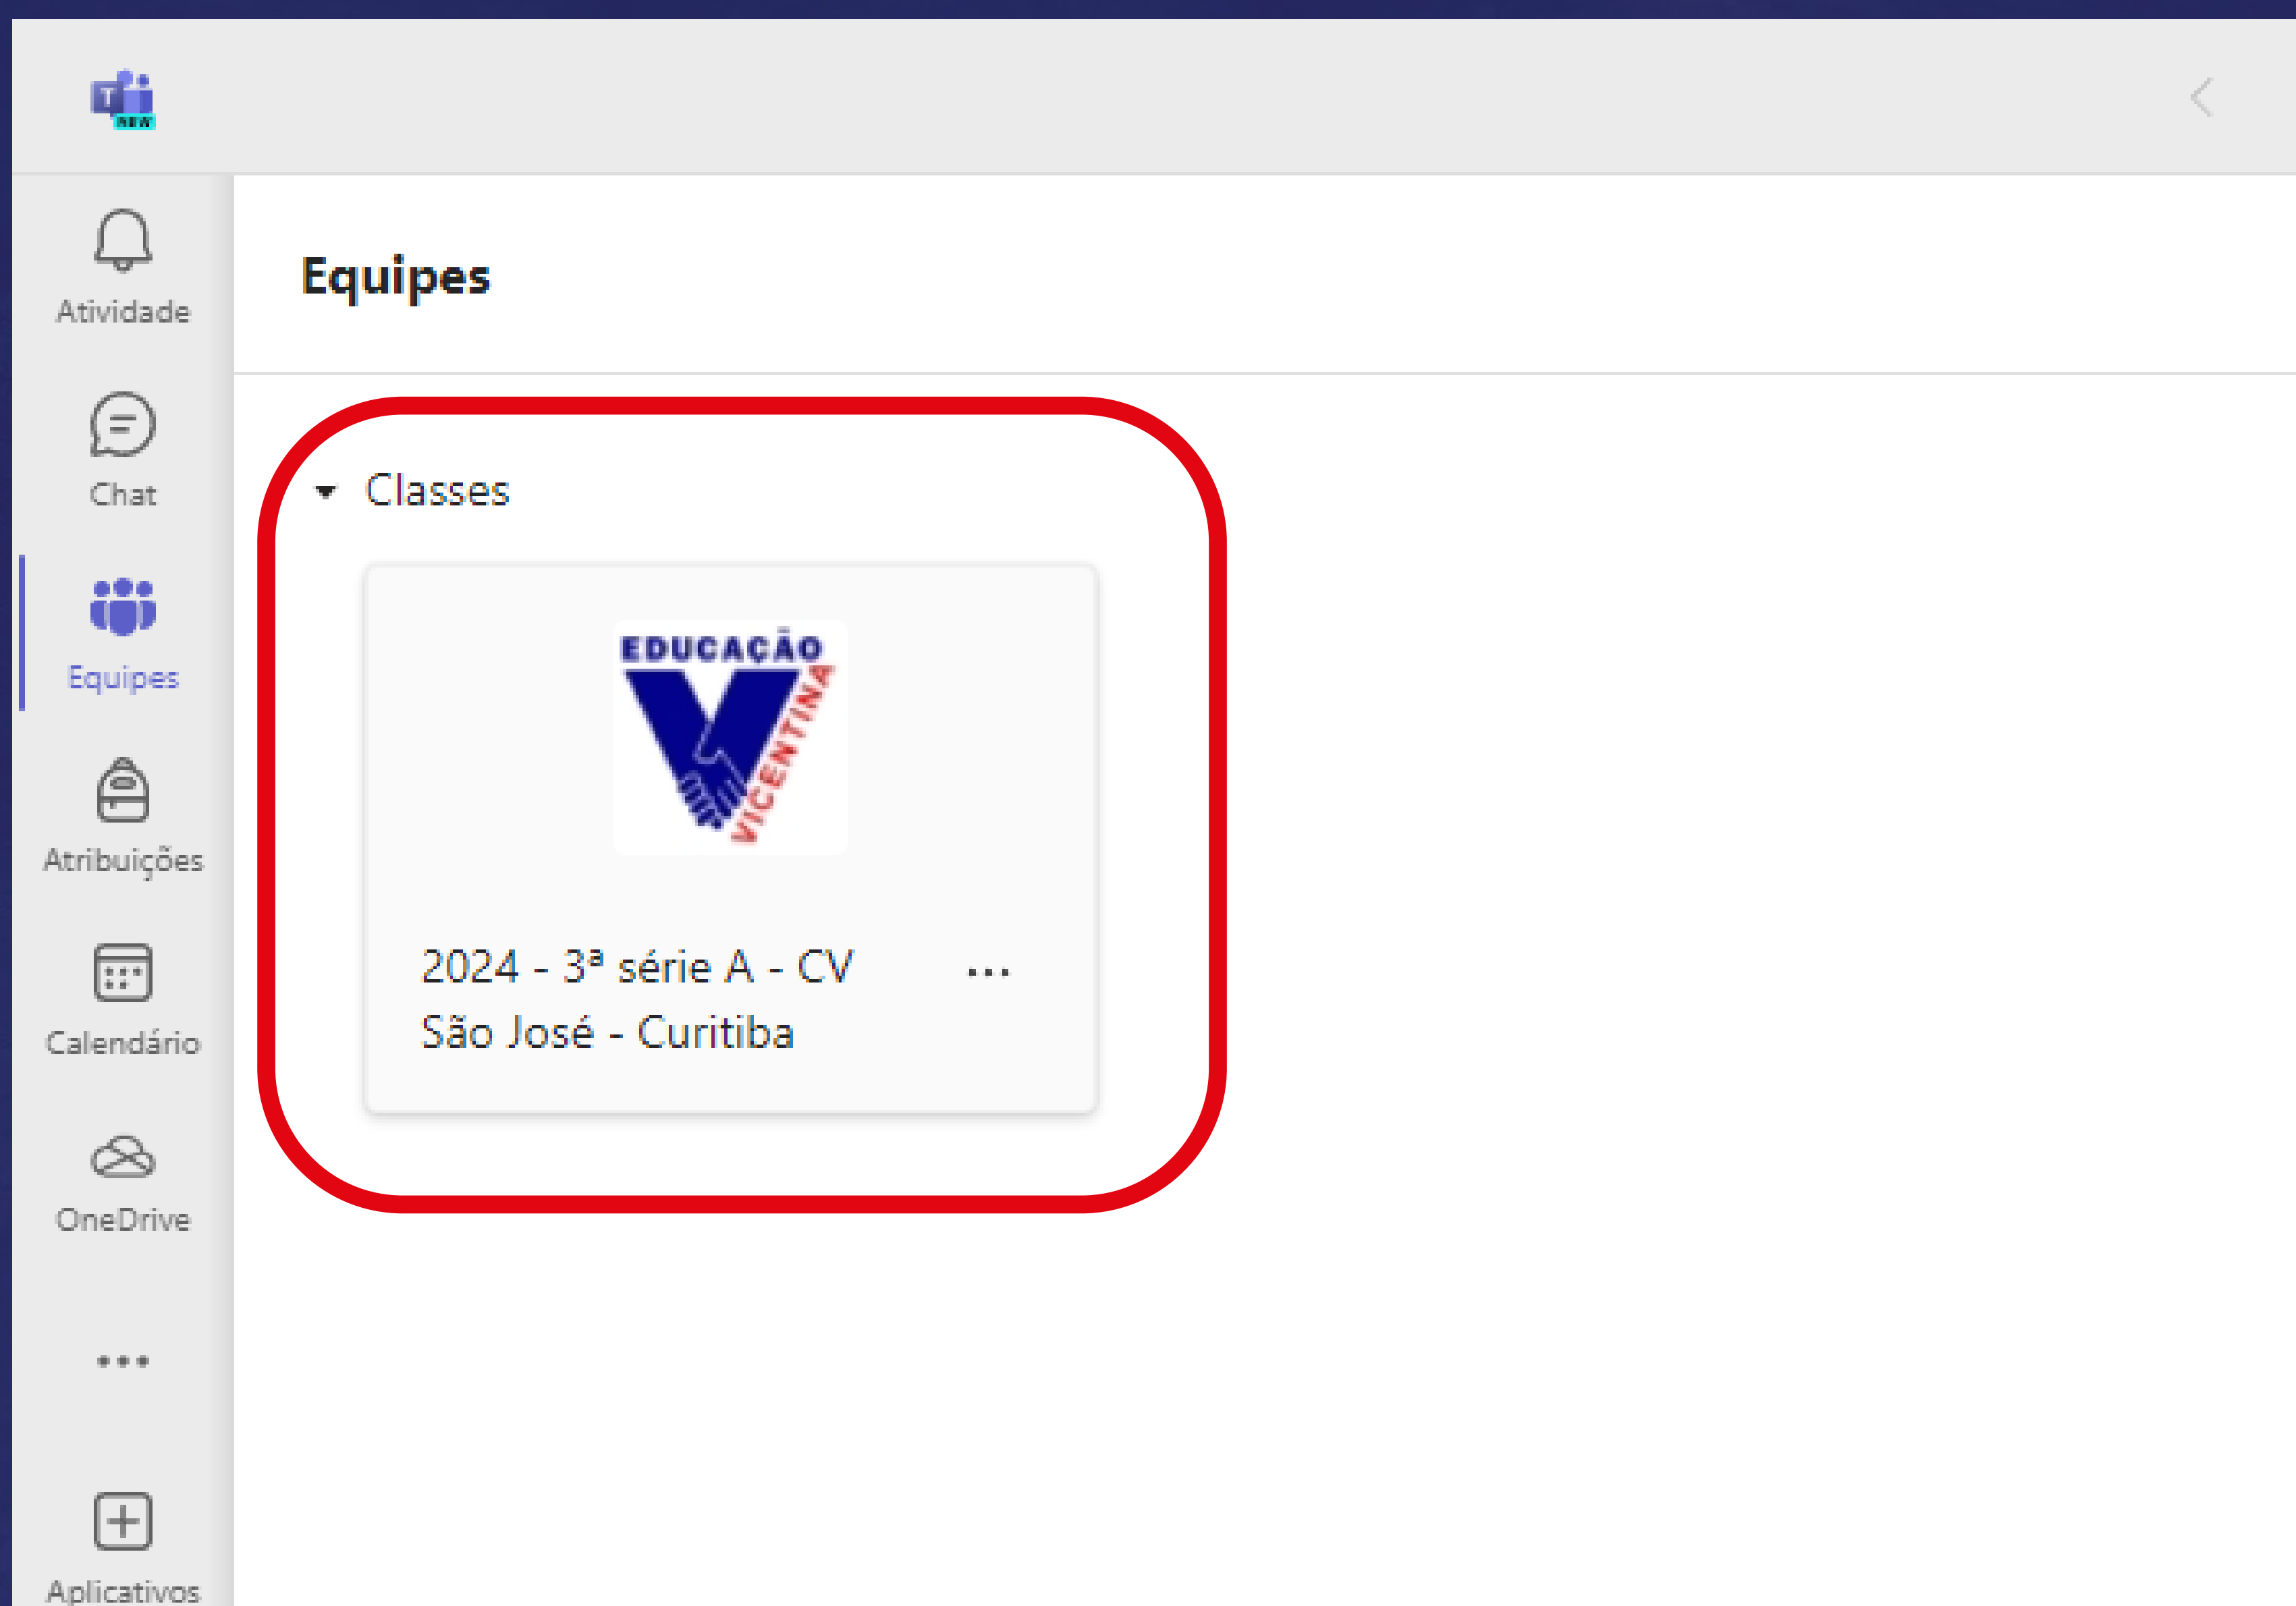 T
NEW
Atividade
Chat
Equipes
Atribuições
Calendário
OneDrive
...
Aplicativos
Equipes
Classes
EDUCAÇÃO
VICENTINA
2024 - 3ª série A - CV ...
São José - Curitiba